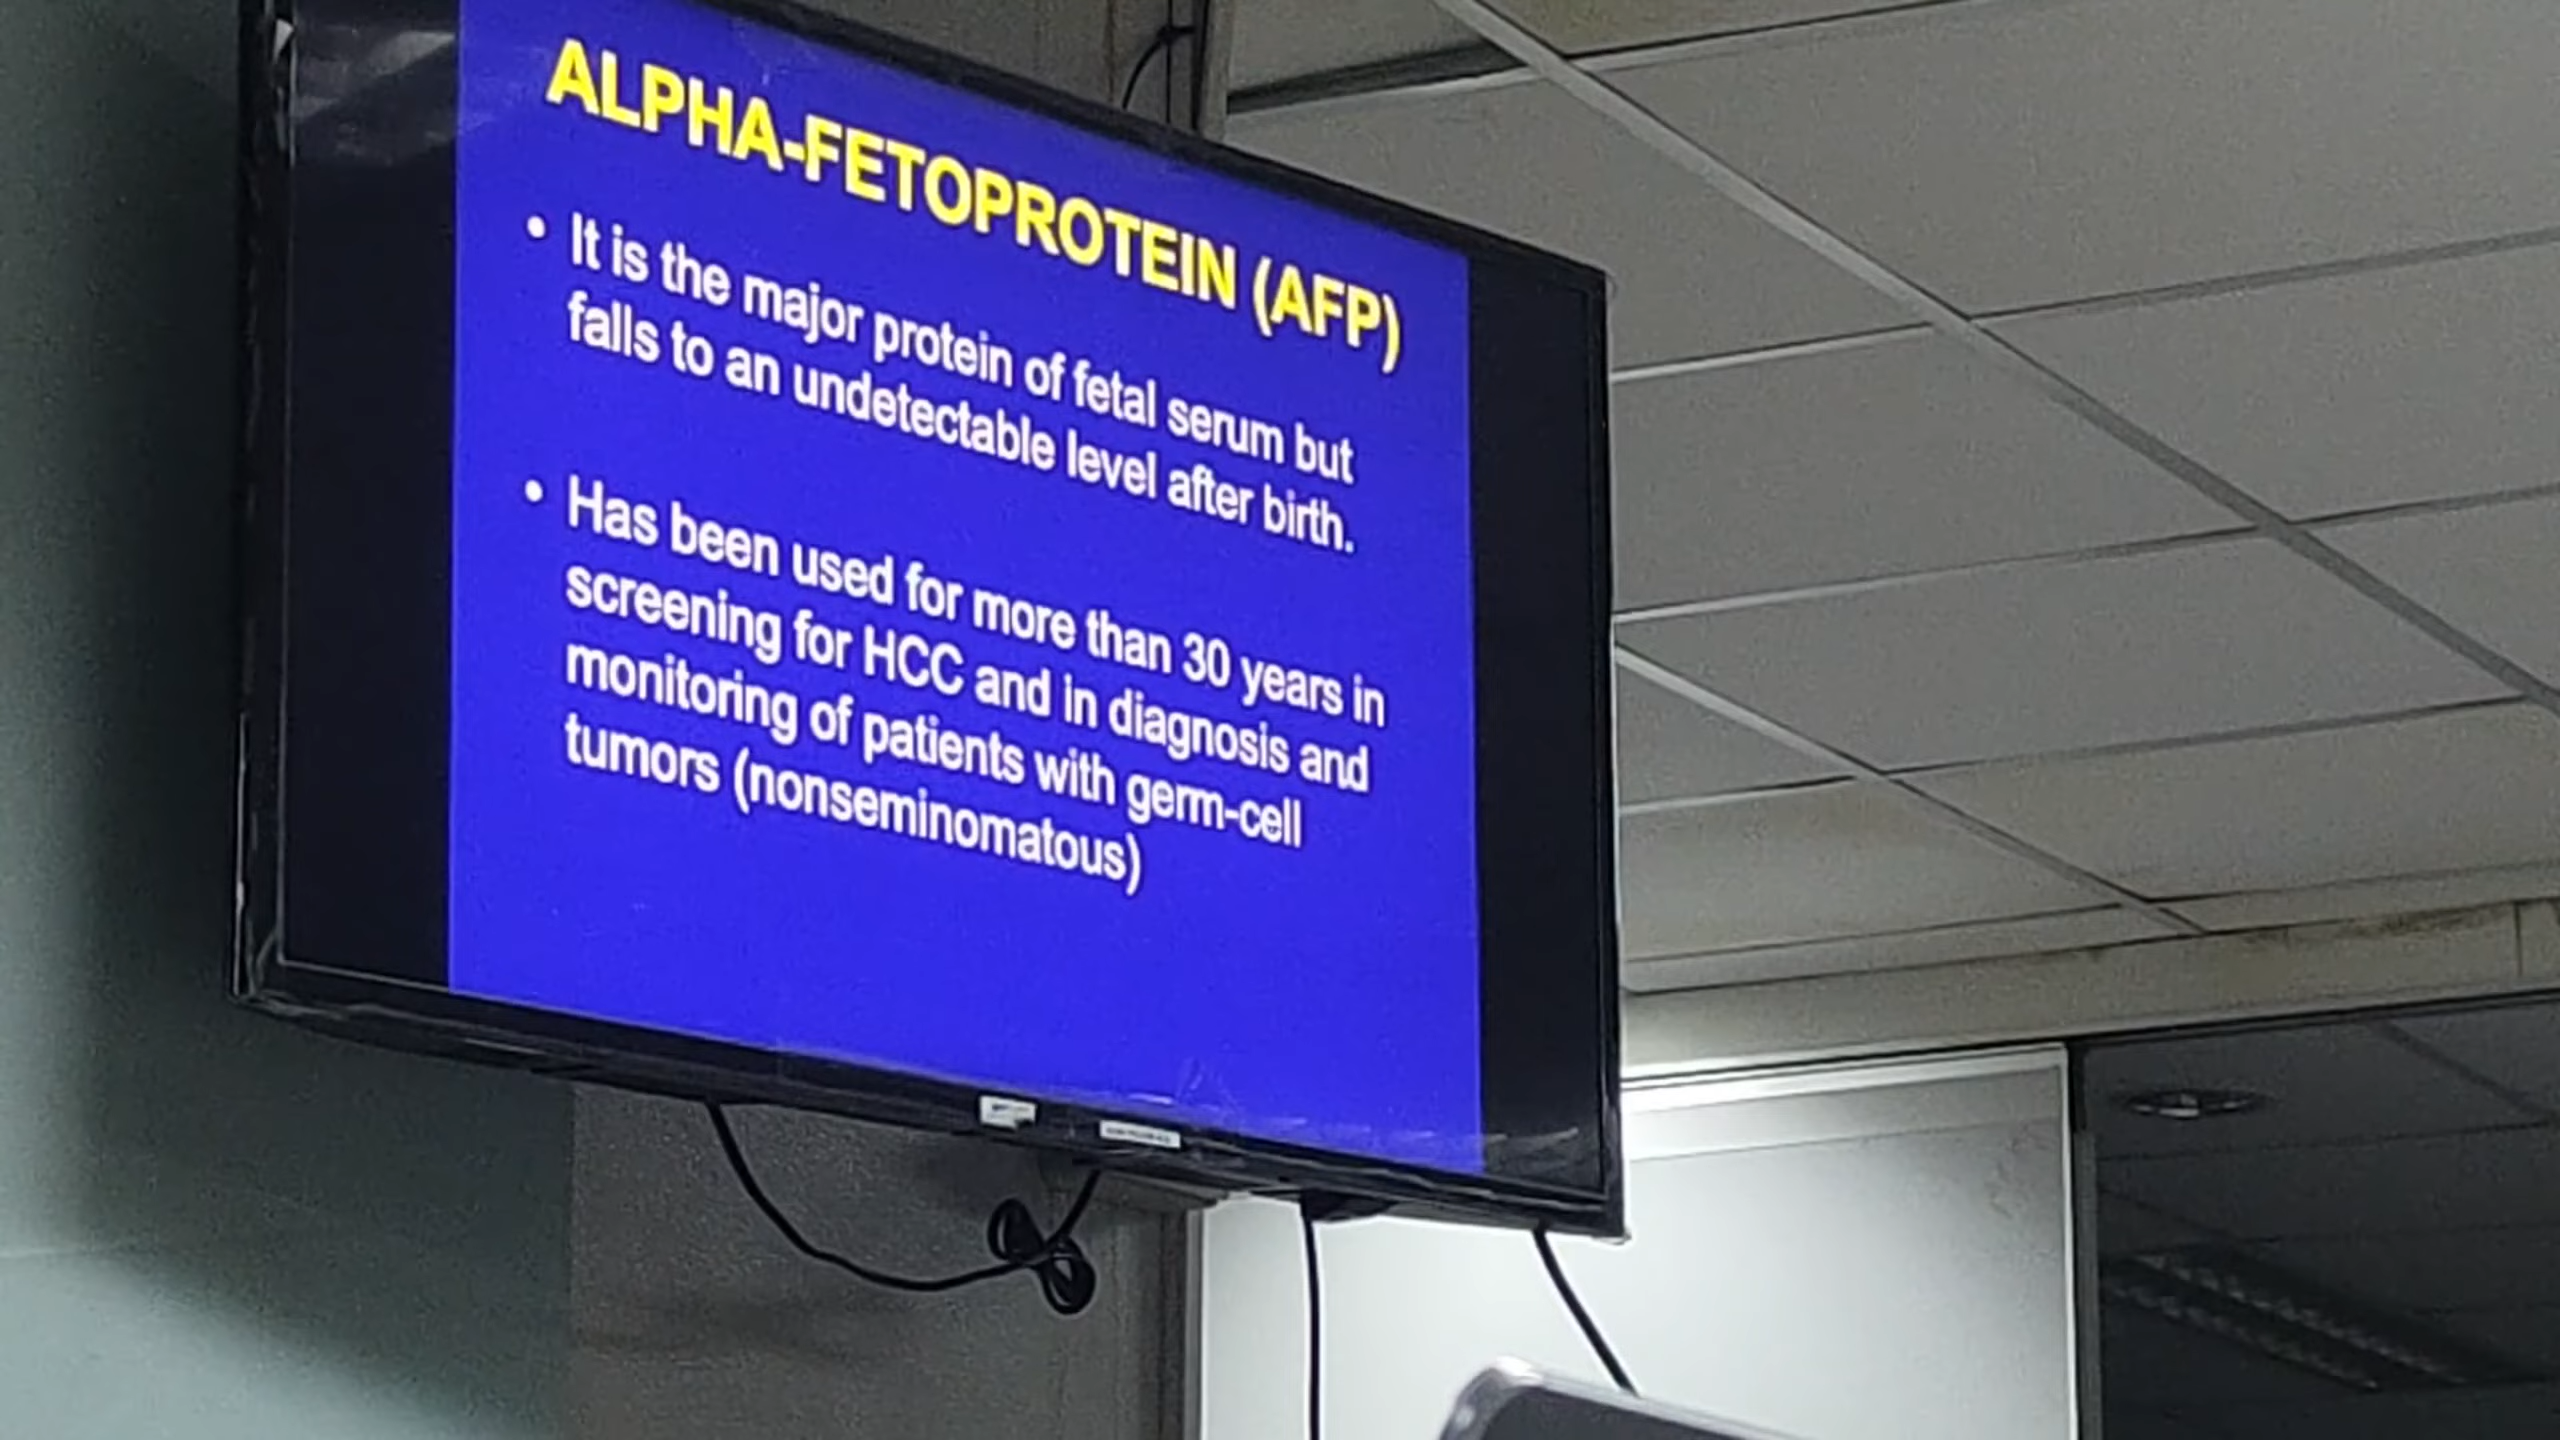 ALPHA-FETOPROTEIN (AFP)
• It is the major protein of fetal serum but
falls to an undetectable level after birth.
• Has been used for more than 30 years in
screening for HCC and in diagnosis and
monitoring of patients with germ-cell
tumors (nonseminomatous)